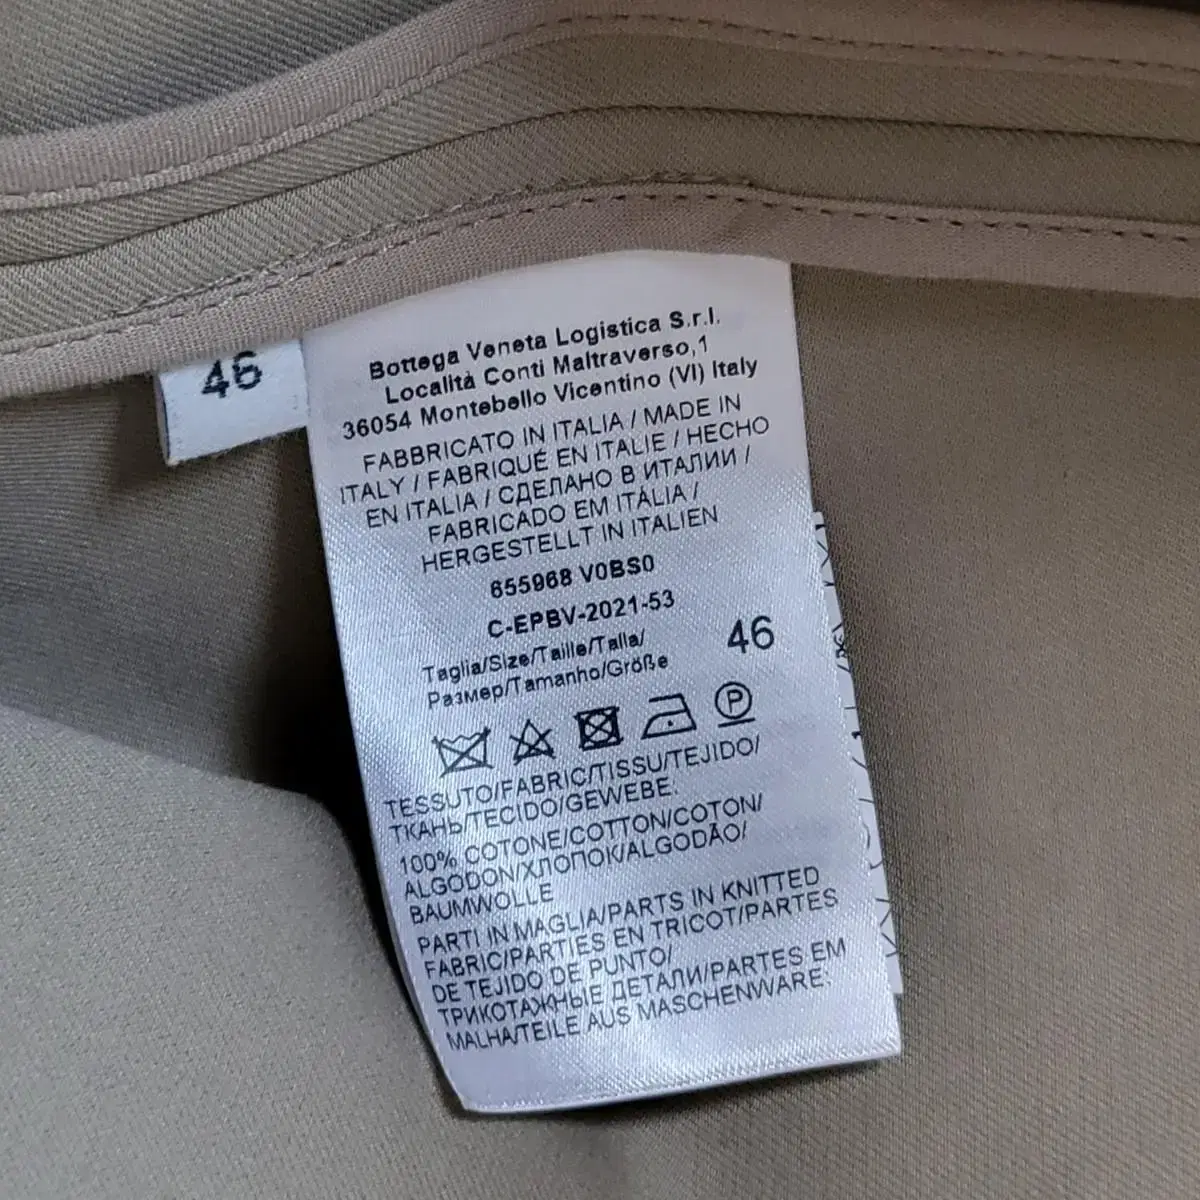 46
Bottega Veneta Logistica S.r.l.
Località Conti Maltraverso,1
36054 Montebello Vicentino (VI) Italy
FABBRICATO IN ITALIA / MADE IN
ITALY / FABRIQUÉ EN ITALIE / HECHO
EN ITALIA / СДЕЛАНО В ИТАЛИИ /
FABRICADO EM ITÁLIA /
HERGESTELLT IN ITALIEN
655968 V0BS0
C-EPBV-2021-53
Taglia/Size/Taille/Talla/
Размер/Tamanho/Größe
46
P
TESSUTO/FABRIC/TISSU/TEJIDO/
ТКАНЬ/TECIDO/GEWEBE:
100% COTONE/COTTON/COTON/
ALGODON/ХЛОПОК/ALGODÃO/
BAUMWOLLE
PARTI IN MAGLIA/PARTS IN KNITTED
FABRIC/PARTIES EN TRICOT/PARTES
DE TEJIDO DE PUNTO/
ТРИКОТАЖНЫЕ ДЕТАЛИ/PARTES EM
MALHA/TEILE AUS MASCHENWARE: